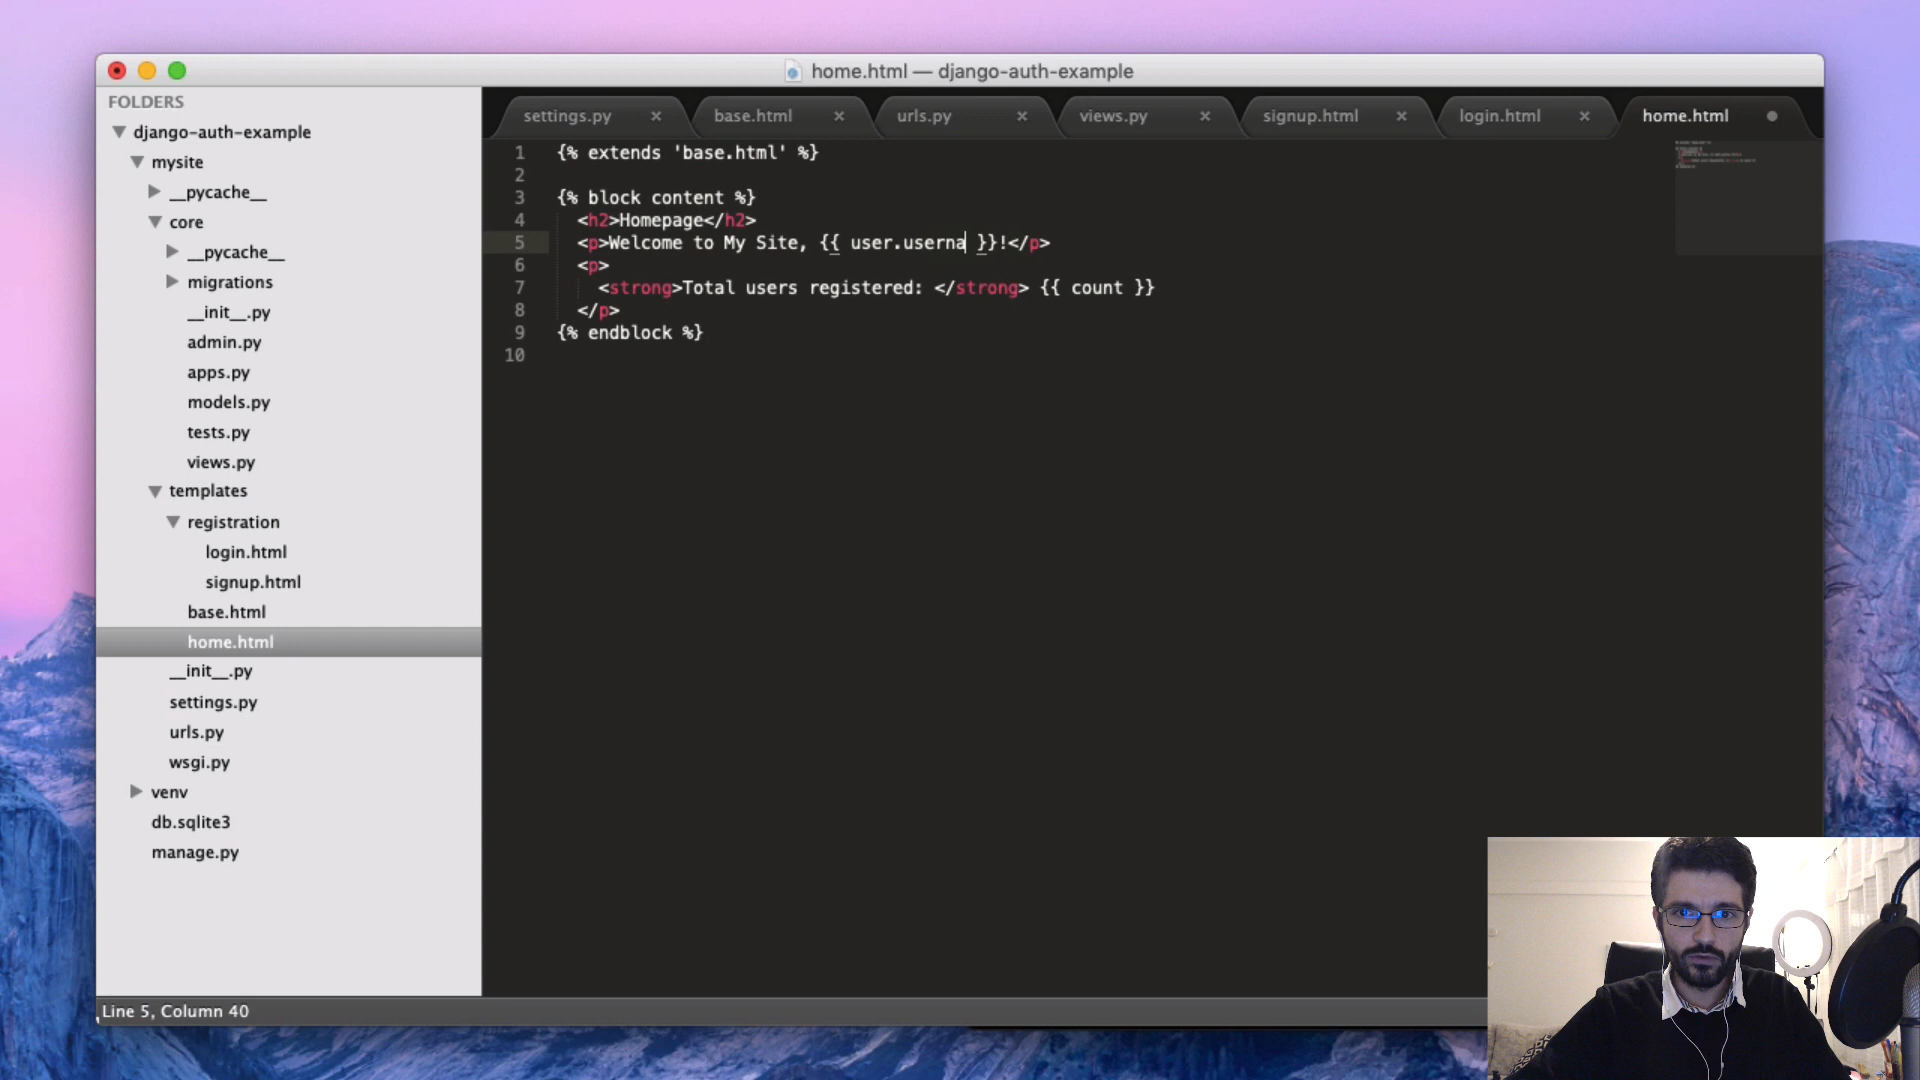 home.html — django-auth-example
FOLDERS
django-auth-example
mysite
__pycache__
core
__pycache__
migrations
__init__.py
admin.py
apps.py
models.py
tests.py
views.py
templates
registration
login.html
signup.html
base.html
home.html
__init__.py
settings.py
urls.py
wsgi.py
venv
db.sqlite3
manage.py
settings.py × base.html × urls.py × views.py × signup.html × login.html × home.html
1 {% extends 'base.html' %}
2
3 {% block content %}
4 <h2>Homepage</h2>
5 <p>Welcome to My Site, {{ user.userna }}!</p>
6 <p>
7 <strong>Total users registered: </strong> {{ count }}
8 </p>
9 {% endblock %}
10
Line 5, Column 40